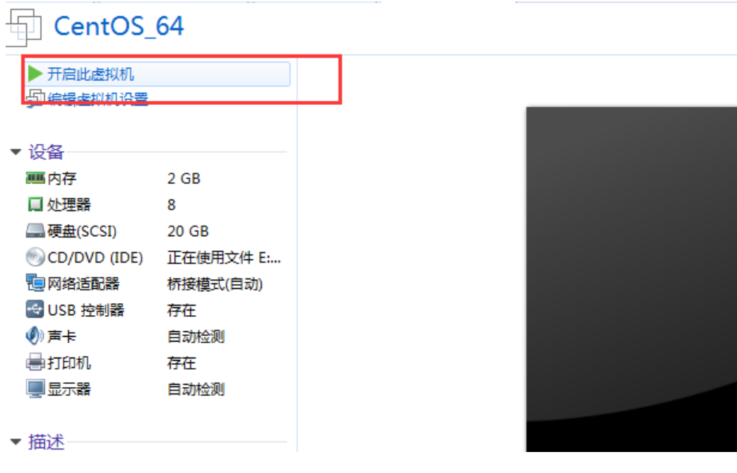 CentOS_64
开启此虚拟机
编辑虚拟机设置
设备
内存 2 GB
处理器 8
硬盘(SCSI) 20 GB
CD/DVD (IDE) 正在使用文件 E:...
网络适配器 桥接模式(自动)
USB 控制器 存在
声卡 自动检测
打印机 存在
显示器 自动检测
描述